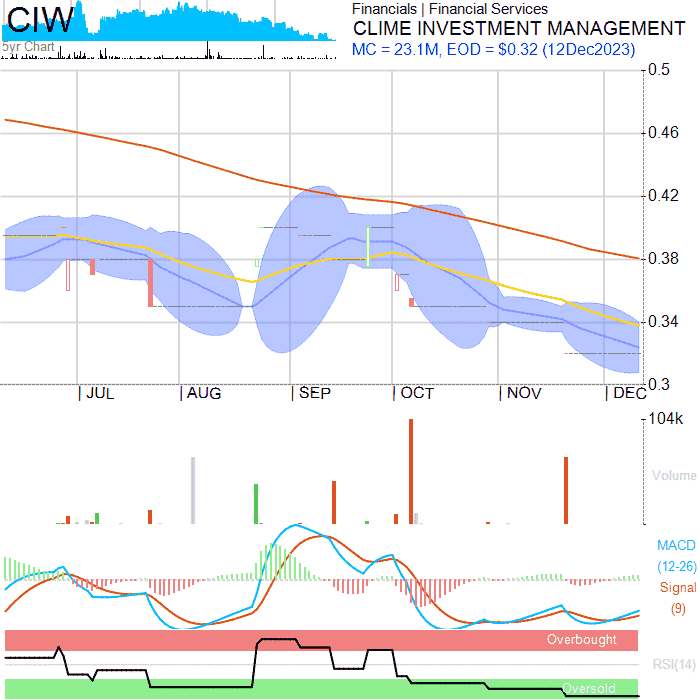 CIW
5yr Chart
Financials | Financial Services
CLIME INVESTMENT MANAGEMENT
MC = 23.1M, EOD = $0.32 (12Dec2023)
0.5
0.46
0.42
0.38
0.34
0.3
JUL AUG SEP OCT NOV DEC
104k
Volume
MACD
(12-26)
Signal
(9)
Overbought
RSI(14)
Oversold